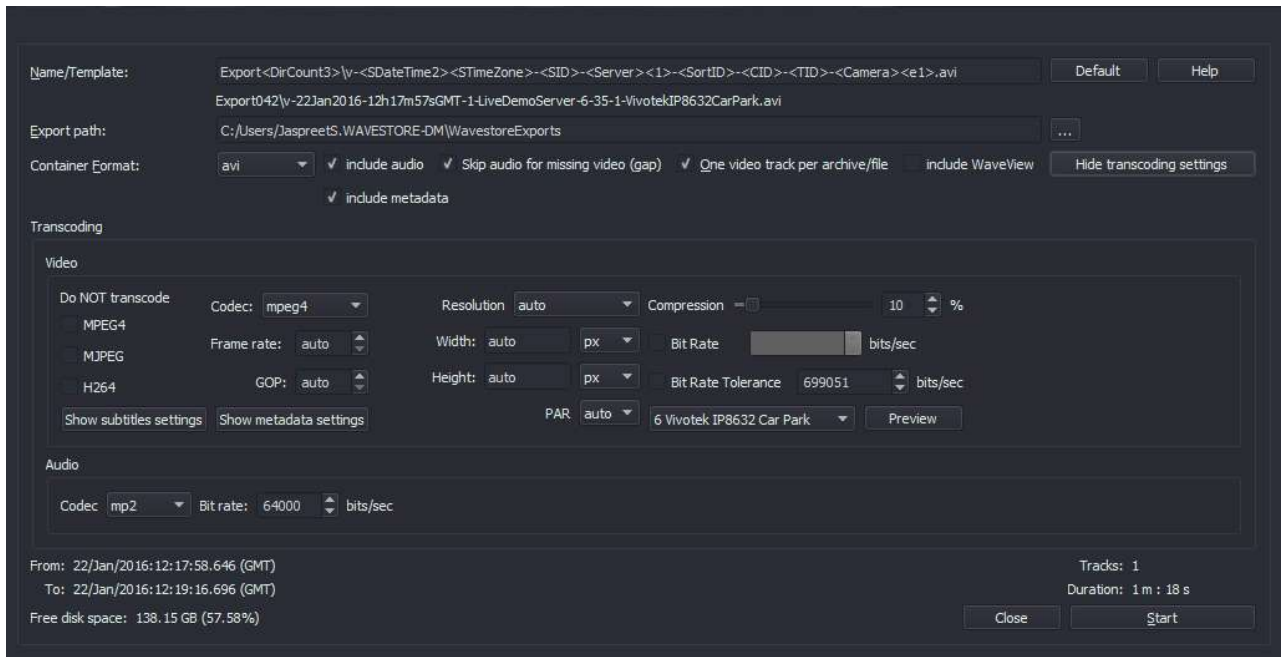 Name/Template: Export<DirCount3>\v-<SDateTime2><STimeZone>-<SID>-<Server><1>-<SortID>-<CID>-<TID>-<Camera><e1>.avi Default Help
Export042\v-22Jan2016-12h17m57sGMT-1-LiveDemoServer-6-35-1-VivotekIP8632CarPark.avi
Export path: C:/Users/JaspreetS.WAVESTORE-DM\WavestoreExports ...
Container Format: avi include audio Skip audio for missing video (gap) One video track per archive/file include WaveView Hide transcoding settings
include metadata
Transcoding
Video
Do NOT transcode Codec: mpeg4 Resolution auto Compression 10 %
MPEG4
Frame rate: auto Width: auto px Bit Rate bits/sec
MJPEG
GOP: auto Height: auto px Bit Rate Tolerance 699051 bits/sec
H264
Show subtitles settings Show metadata settings PAR auto 6 Vivotek IP8632 Car Park Preview
Audio
Codec mp2 Bit rate: 64000 bits/sec
From: 22/Jan/2016:12:17:58.646 (GMT) Tracks: 1
To: 22/Jan/2016:12:19:16.696 (GMT) Duration: 1 m : 18 s
Free disk space: 138.15 GB (57.58%) Close Start